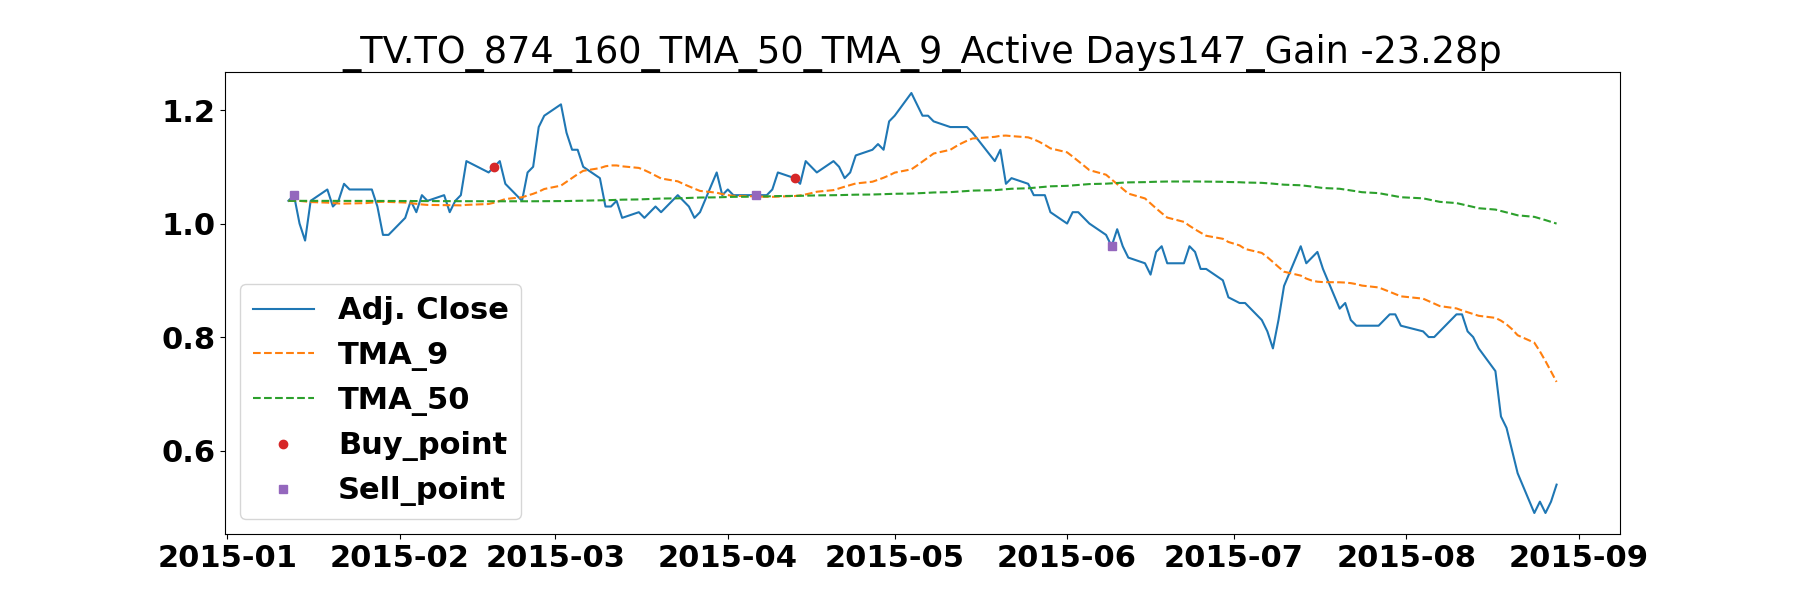 _TV.TO_874_160_TMA_50_TMA_9_Active Days147_Gain -23.28p
1.2
1.0
0.8
0.6
Adj. Close
TMA_9
TMA_50
Buy_point
Sell_point
2015-01 2015-02 2015-03 2015-04 2015-05 2015-06 2015-07 2015-08 2015-09